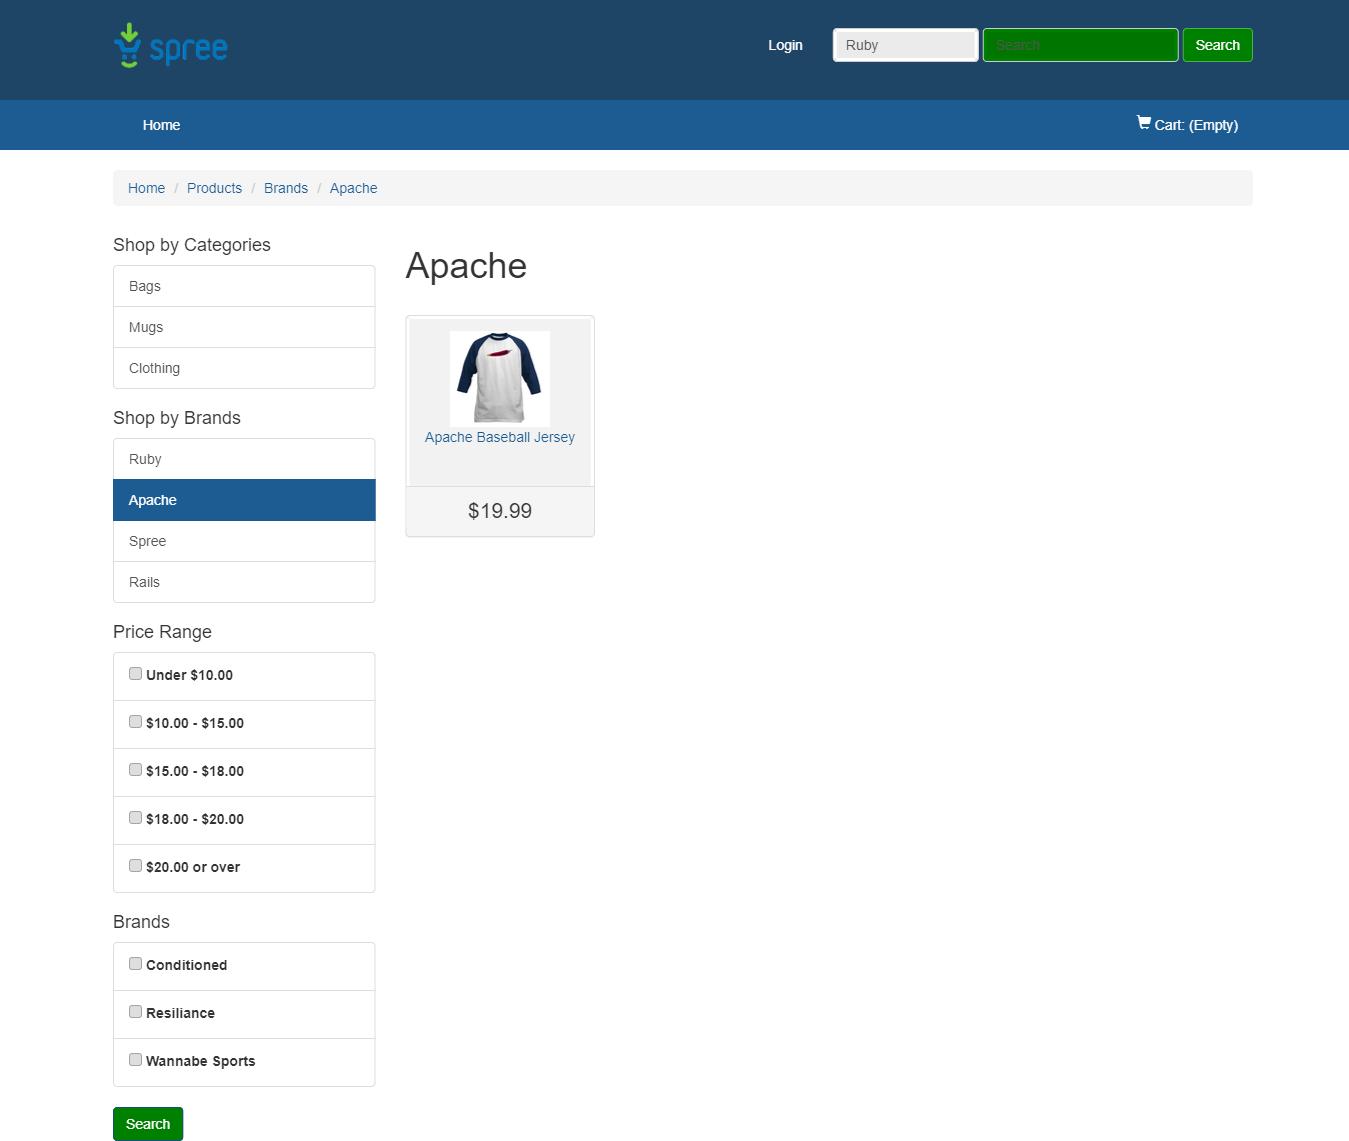 spree
Login
Ruby
Search
Search
Home
Cart: (Empty)
Home / Products / Brands / Apache
Shop by Categories
Bags
Mugs
Clothing
Shop by Brands
Ruby
Apache
Spree
Rails
Price Range
Under $10.00
$10.00 - $15.00
$15.00 - $18.00
$18.00 - $20.00
$20.00 or over
Brands
Conditioned
Resiliance
Wannabe Sports
Search
Apache
Apache Baseball Jersey
$19.99